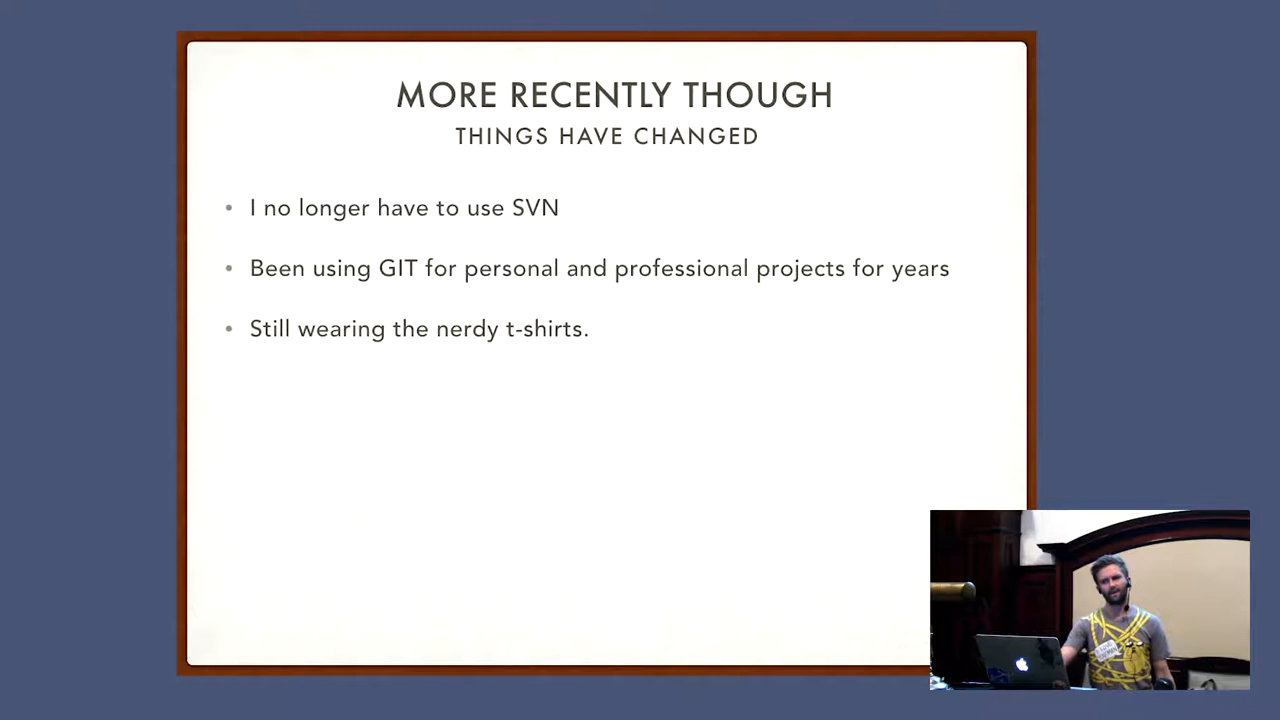 MORE RECENTLY THOUGH
THINGS HAVE CHANGED
• I no longer have to use SVN
• Been using GIT for personal and professional projects for years
• Still wearing the nerdy t-shirts.